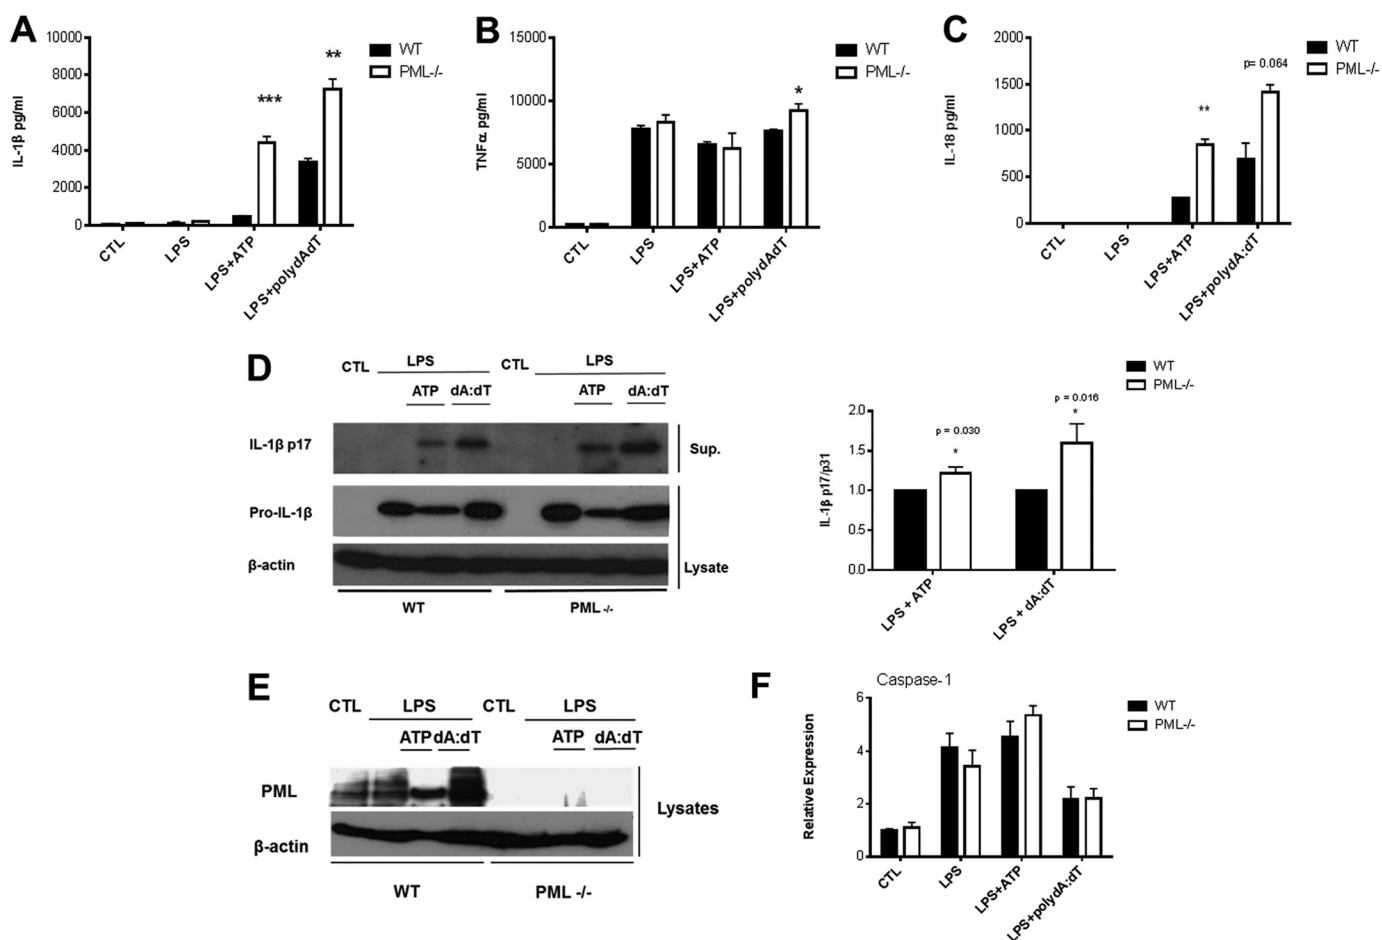 A
IL-1β pg/ml
10000
8000
6000
4000
2000
0
***
**
WT
PML-/-
CTL
LPS
LPS+ATP
LPS+polydAdT
B
TNFα pg/ml
15000
10000
5000
0
*
WT
PML-/-
CTL
LPS
LPS+ATP
LPS+polydAdT
C
IL-18 pg/ml
2000
1500
1000
500
0
**
p= 0.064
WT
PML-/-
CTL
LPS
LPS+ATP
LPS+polydA:dT
D
CTL LPS CTL LPS
ATP dA:dT ATP dA:dT
IL-1β p17 Sup.
Pro-IL-1β
β-actin Lysate
WT PML -/-
WT
PML-/-
IL-1β p17/p31
2.0
1.5
1.0
0.5
0.0
p = 0.030
*
p = 0.016
*
LPS + ATP
LPS + dA:dT
E
CTL LPS CTL LPS
ATP dA:dT ATP dA:dT
PML
β-actin
Lysates
WT PML -/-
F
Caspase-1
Relative Expression
6
4
2
0
WT
PML-/-
CTL
LPS
LPS+ATP
LPS+polydA:dT